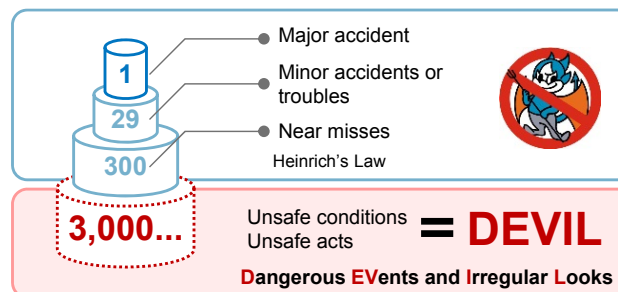 1
Major accident
29
Minor accidents or
troubles
300
Near misses
Heinrich's Law
3,000...
Unsafe conditions
Unsafe acts
= DEVIL
Dangerous EVents and Irregular Looks